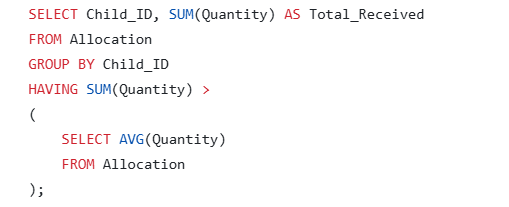 SELECT Child_ID, SUM(Quantity) AS Total_Received
FROM Allocation
GROUP BY Child_ID
HAVING SUM(Quantity) >
(
    SELECT AVG(Quantity)
    FROM Allocation
);